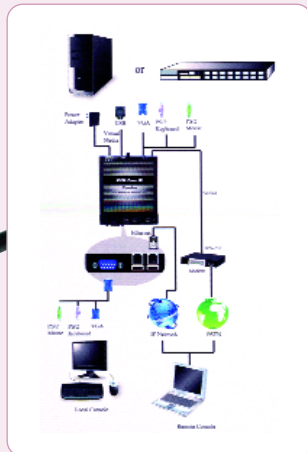 or
Power
Adapter
USB
Virtual
Media
VGA
PS/2
Keyboard
PS/2
Mouse
Ethernet
Modem
PS/2
Mouse
PS/2
Keyboard
VGA
IP Network
PSTN
Local Console
Remote Console